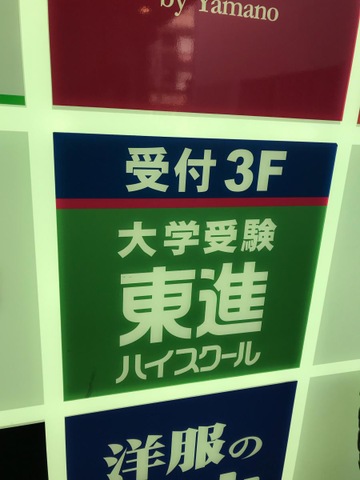 by Yamano
受付 3F
大学受験
東進
ハイスクール
洋服の